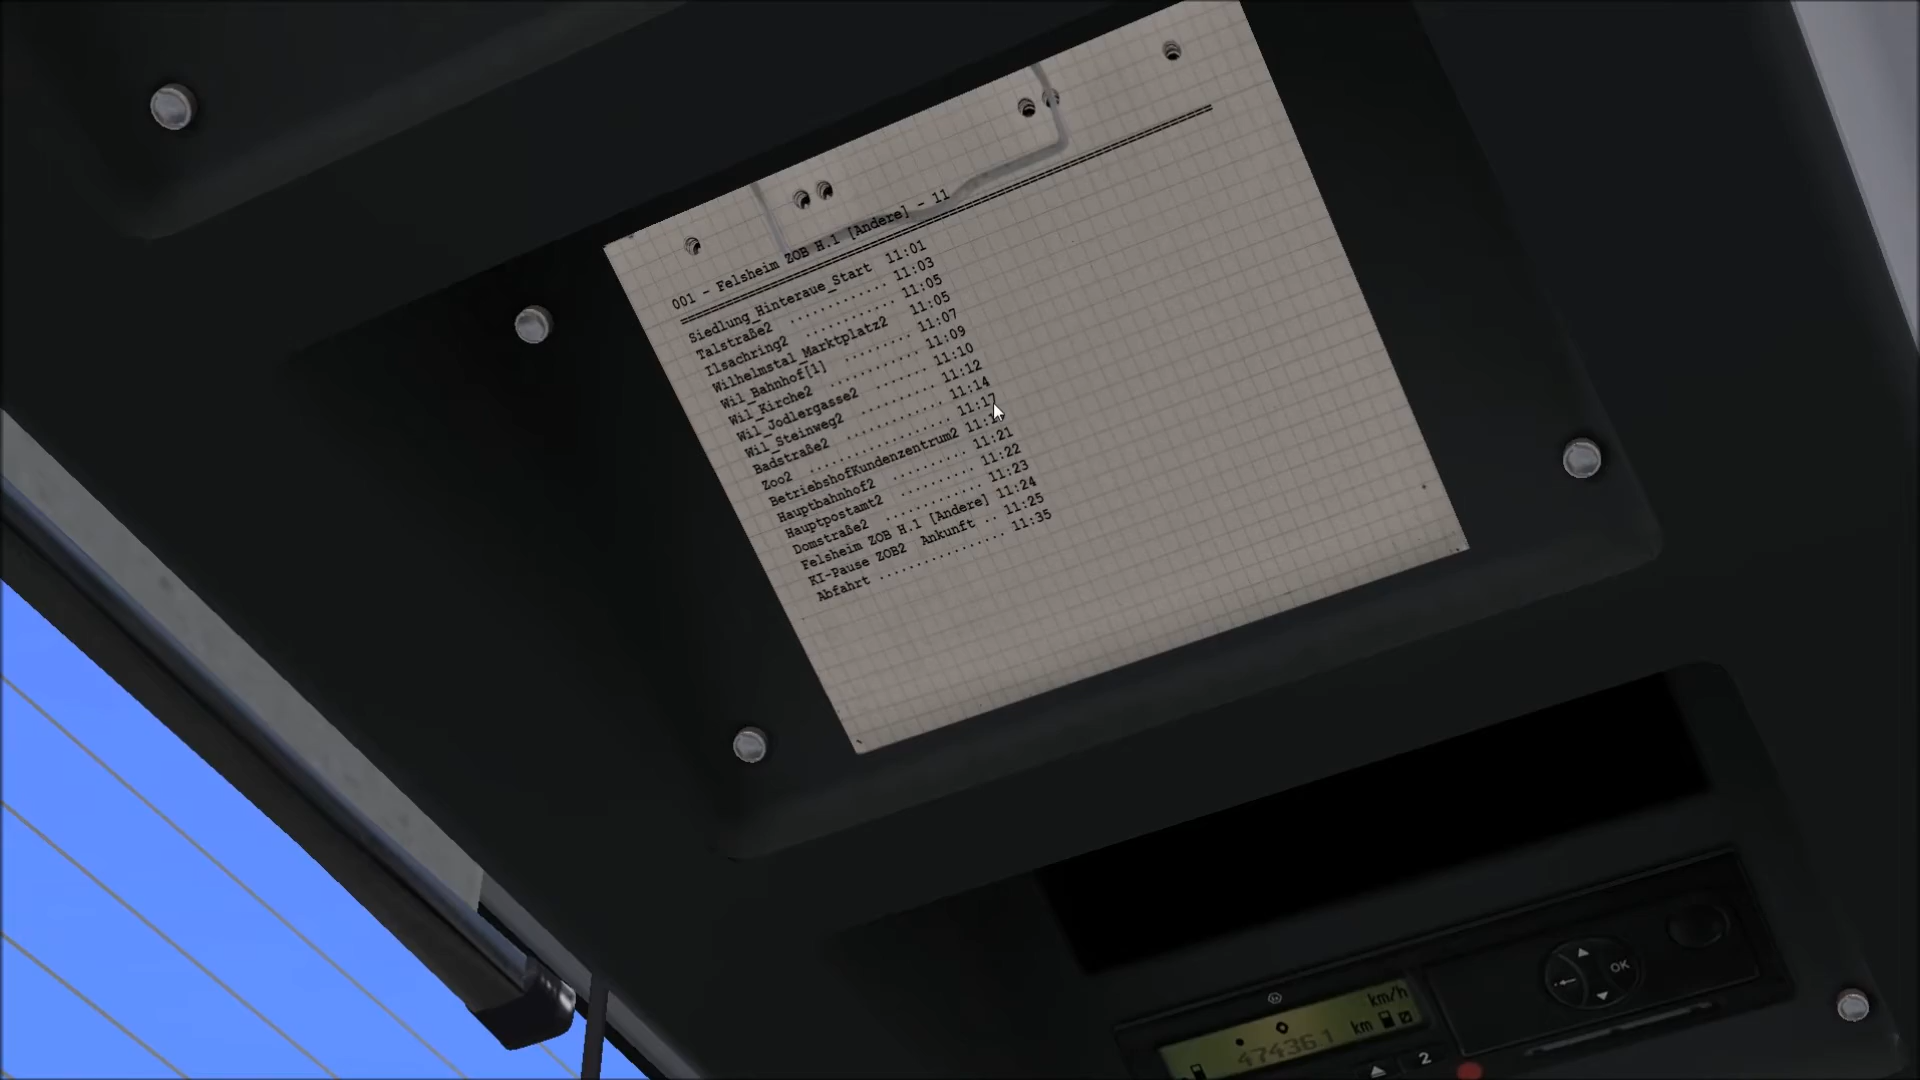 001 - Felsheim ZOB H.1 [Andere] - 11
Siedlung_Hinteraue_Start 11:01
Talstraße2 ............ 11:03
Ilsachring2 ........... 11:05
Wilhelmstal_Marktplatz2 11:05
Wil_Bahnhof[1] ......... 11:07
Wil_Kirche2 ............ 11:09
Wil_Jodlergasse2 ....... 11:10
Wil_Steinweg2 .......... 11:12
Badstraße2 ............. 11:14
Zoo2 ................... 11:17
BetriebshofKundenzentrum2
Hauptbahnhof2 .......... 11:21
Hauptpostamt2 .......... 11:22
Domstraße2 ............. 11:23
Felsheim ZOB H.1 [Andere] 11:24
KI-Pause ZOB2 Ankunft .. 11:25
Abfahrt ................ 11:35
km/h
47436.1 km
OK
2